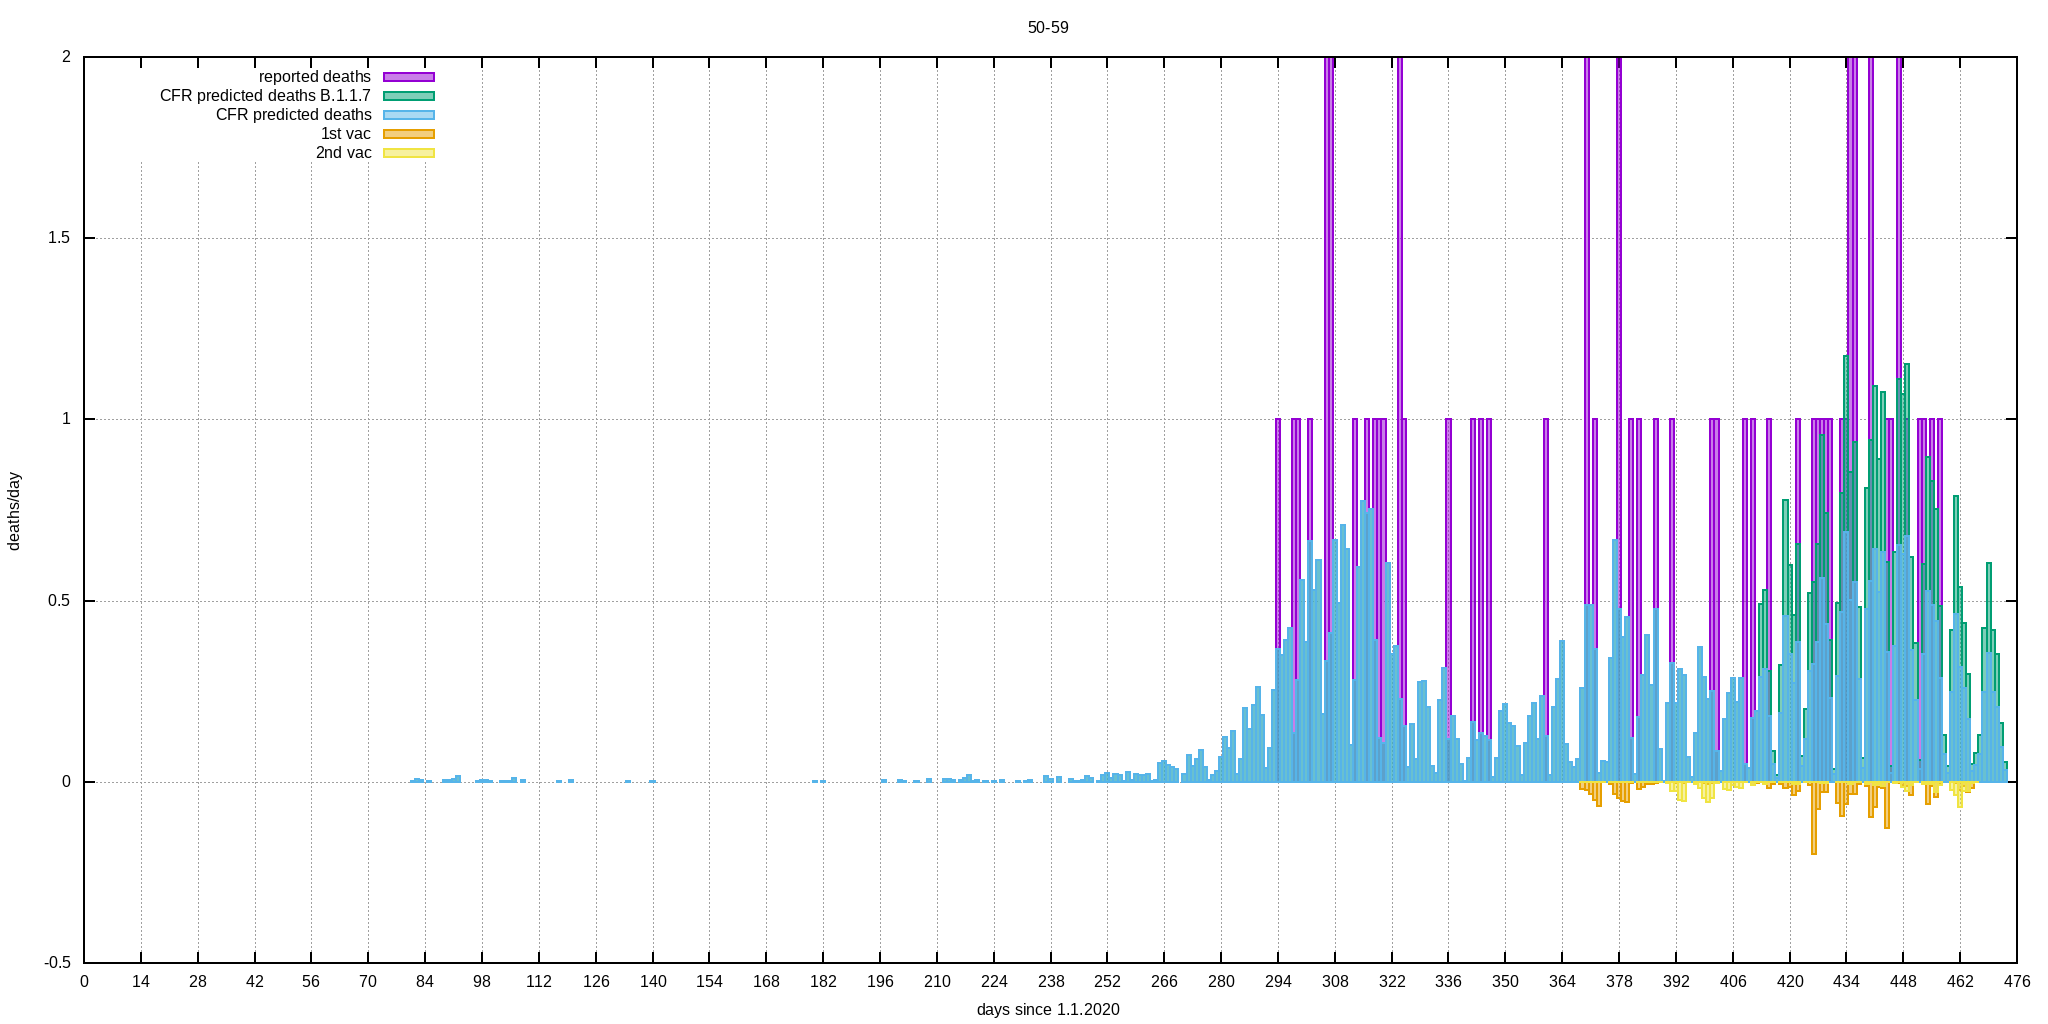 50-59
reported deaths
CFR predicted deaths B.1.1.7
CFR predicted deaths
1st vac
2nd vac
2
1.5
1
0.5
0
-0.5
deaths/day
0 14 28 42 56 70 84 98 112 126 140 154 168 182 196 210 224 238 252 266 280 294 308 322 336 350 364 378 392 406 420 434 448 462 476
days since 1.1.2020